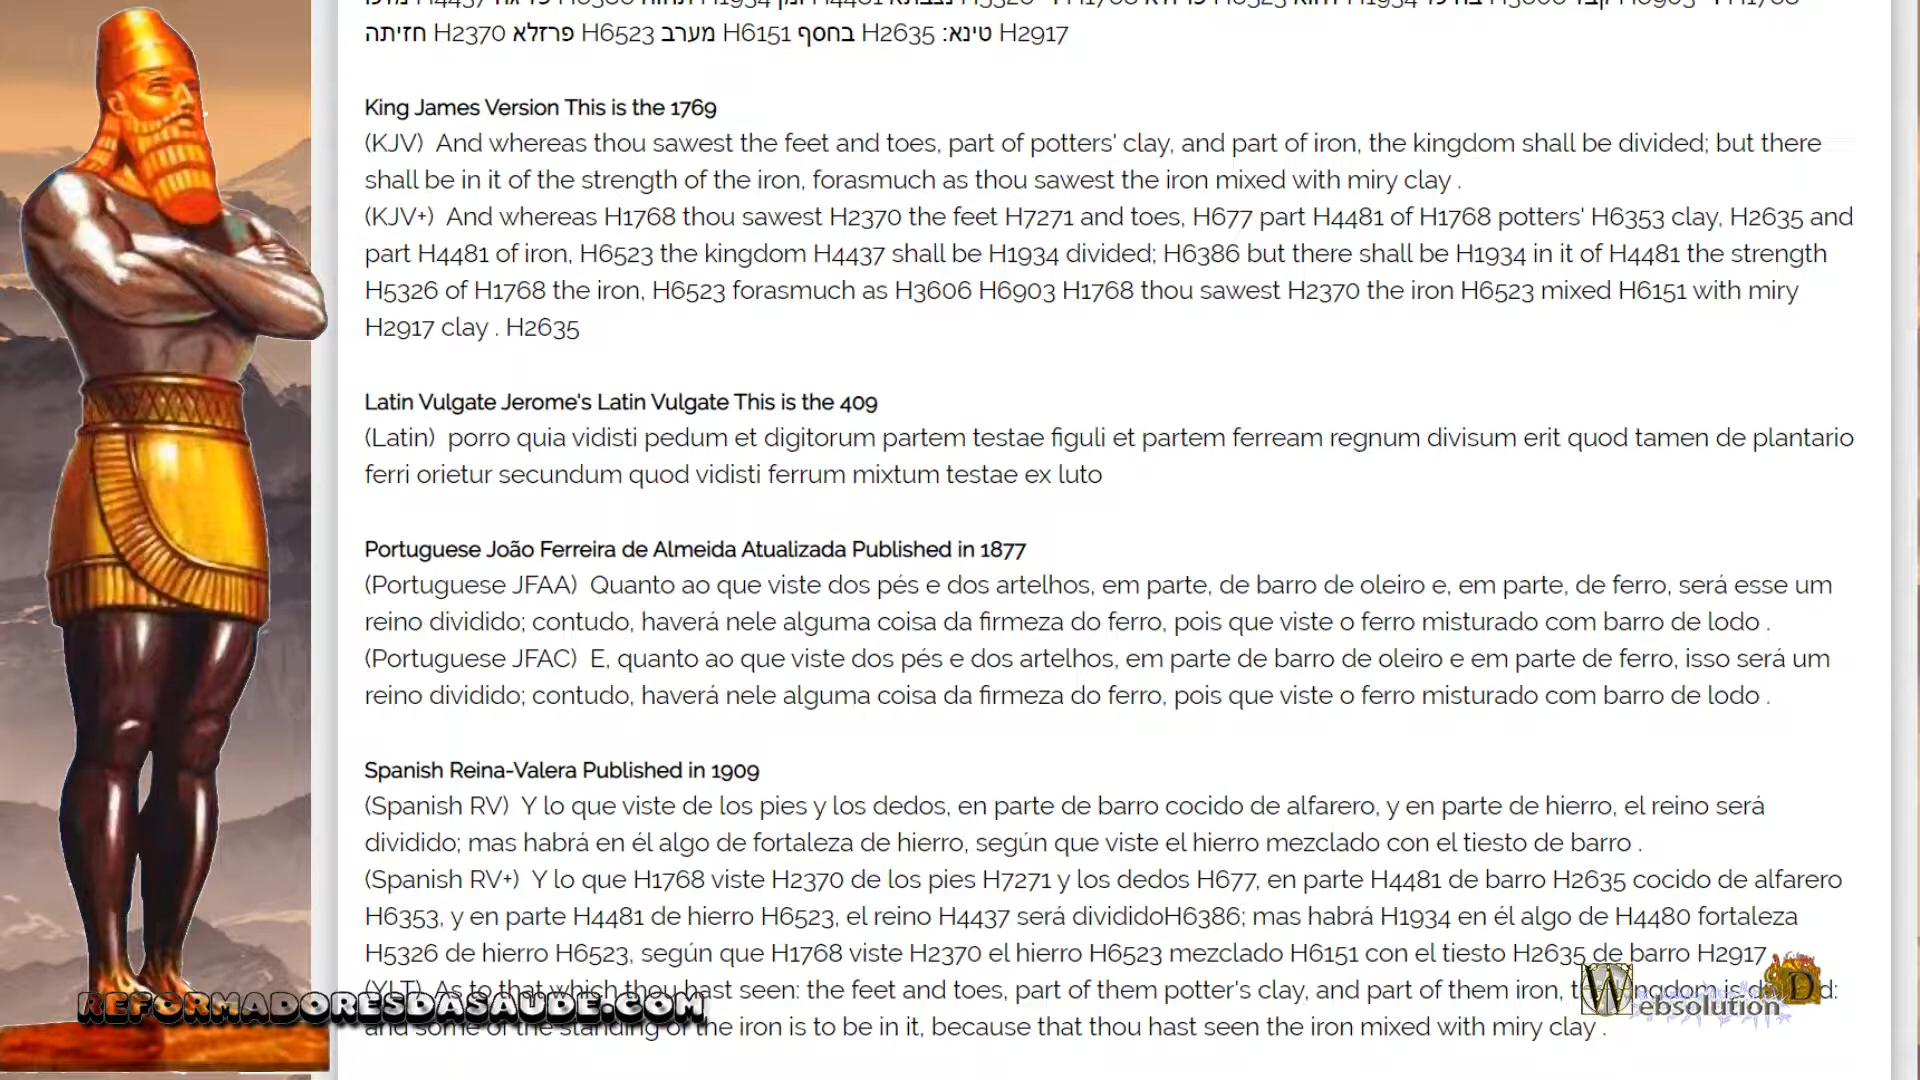 חזיתה H2370 פרזלא H6523 מערב H6151 בחסף H2635 טינא׃ H2917
King James Version This is the 1769
(KJV) And whereas thou sawest the feet and toes, part of potters' clay, and part of iron, the kingdom shall be divided; but there
shall be in it of the strength of the iron, forasmuch as thou sawest the iron mixed with miry clay .
(KJV+) And whereas H1768 thou sawest H2370 the feet H7271 and toes, H677 part H4481 of H1768 potters' H6353 clay, H2635 and
part H4481 of iron, H6523 the kingdom H4437 shall be H1934 divided; H6386 but there shall be H1934 in it of H4481 the strength
H5326 of H1768 the iron, H6523 forasmuch as H3606 H6903 H1768 thou sawest H2370 the iron H6523 mixed H6151 with miry
H2917 clay . H2635
Latin Vulgate Jerome's Latin Vulgate This is the 409
(Latin) porro quia vidisti pedum et digitorum partem testae figuli et partem ferream regnum divisum erit quod tamen de plantario
ferri orietur secundum quod vidisti ferrum mixtum testae ex luto
Portuguese João Ferreira de Almeida Atualizada Published in 1877
(Portuguese JFAA) Quanto ao que viste dos pés e dos artelhos, em parte, de barro de oleiro e, em parte, de ferro, será esse um
reino dividido; contudo, haverá nele alguma coisa da firmeza do ferro, pois que viste o ferro misturado com barro de lodo .
(Portuguese JFAC) E, quanto ao que viste dos pés e dos artelhos, em parte de barro de oleiro e em parte de ferro, isso será um
reino dividido; contudo, haverá nele alguma coisa da firmeza do ferro, pois que viste o ferro misturado com barro de lodo .
Spanish Reina-Valera Published in 1909
(Spanish RV) Y lo que viste de los pies y los dedos, en parte de barro cocido de alfarero, y en parte de hierro, el reino será
dividido; mas habrá en él algo de fortaleza de hierro, según que viste el hierro mezclado con el tiesto de barro .
(Spanish RV+) Y lo que H1768 viste H2370 de los pies H7271 y los dedos H677, en parte H4481 de barro H2635 cocido de alfarero
H6353, y en parte H4481 de hierro H6523, el reino H4437 será divididoH6386; mas habrá H1934 en él algo de H4480 fortaleza
H5326 de hierro H6523, según que H1768 viste H2370 el hierro H6523 mezclado H6151 con el tiesto H2635 de barro H2917
(YLT) As to that which thou hast seen: the feet and toes, part of them potter's clay, and part of them iron,
and some of the standing of the iron is to be in it, because that thou hast seen the iron mixed with miry clay .
REFORMADORESDASAUDE.COM
Websolution D